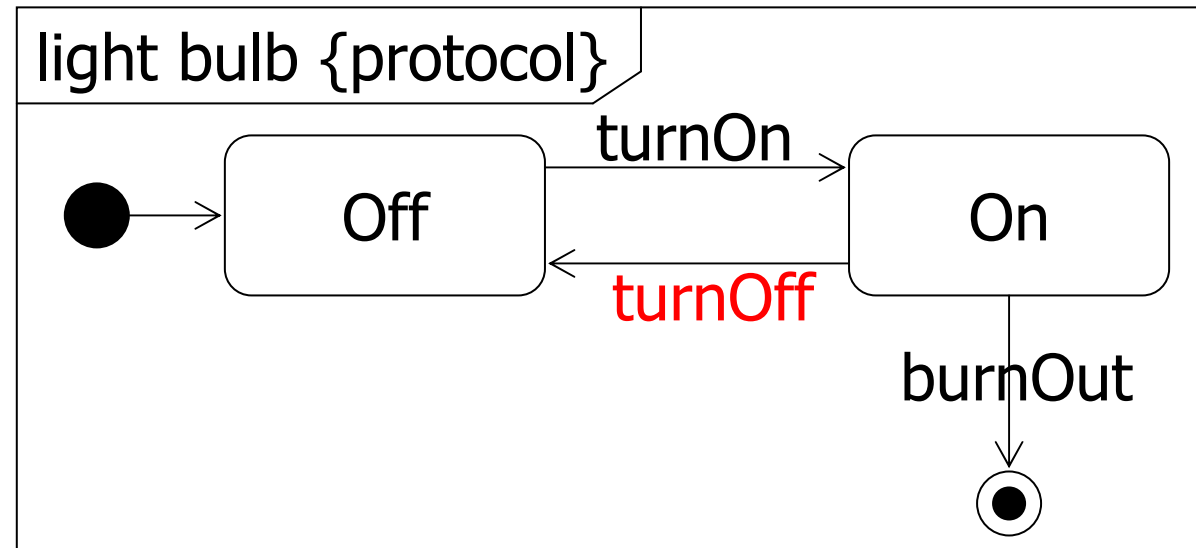 light bulb {protocol}
turnOn
Off
On
turnOff
burnOut